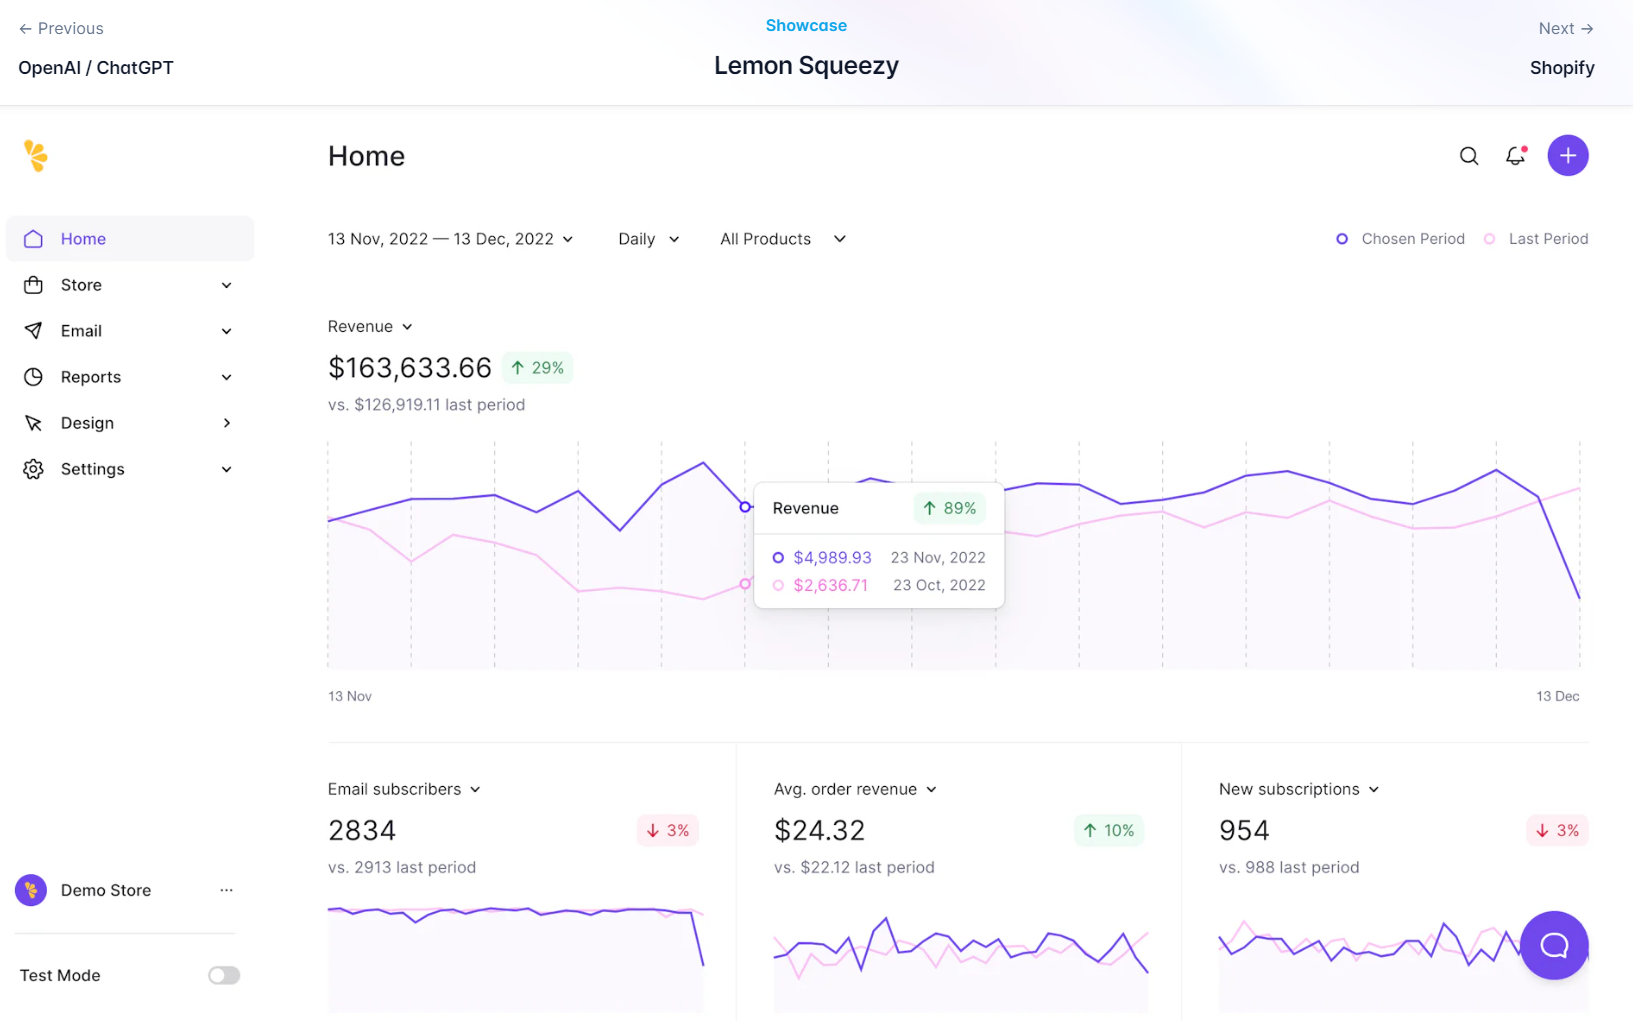 ← Previous
Showcase
Next →
OpenAI / ChatGPT
Lemon Squeezy
Shopify
Home
13 Nov, 2022 — 13 Dec, 2022
Daily
All Products
Chosen Period
Last Period
Home
Store
Email
Reports
Design
Settings
Revenue
$163,633.66 ↑ 29%
vs. $126,919.11 last period
Revenue ↑ 89%
$4,989.93 23 Nov, 2022
$2,636.71 23 Oct, 2022
13 Nov
13 Dec
Email subscribers
2834 ↓ 3%
vs. 2913 last period
Avg. order revenue
$24.32 ↑ 10%
vs. $22.12 last period
New subscriptions
954 ↓ 3%
vs. 988 last period
Demo Store ...
Test Mode